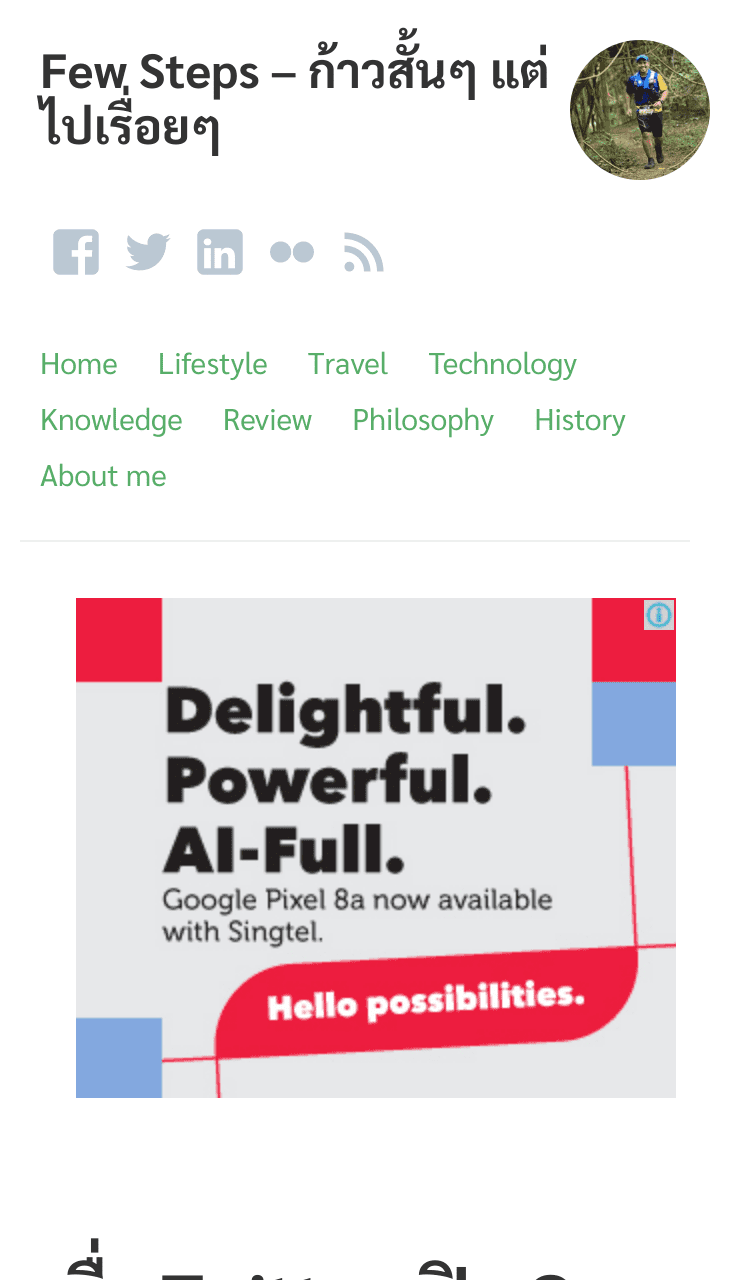 Few Steps – ก้าวสั้นๆ แต่
ไปเรื่อยๆ
Home Lifestyle Travel Technology
Knowledge Review Philosophy History
About me
Delightful.
Powerful.
AI-Full.
Google Pixel 8a now available
with Singtel.
Hello possibilities.